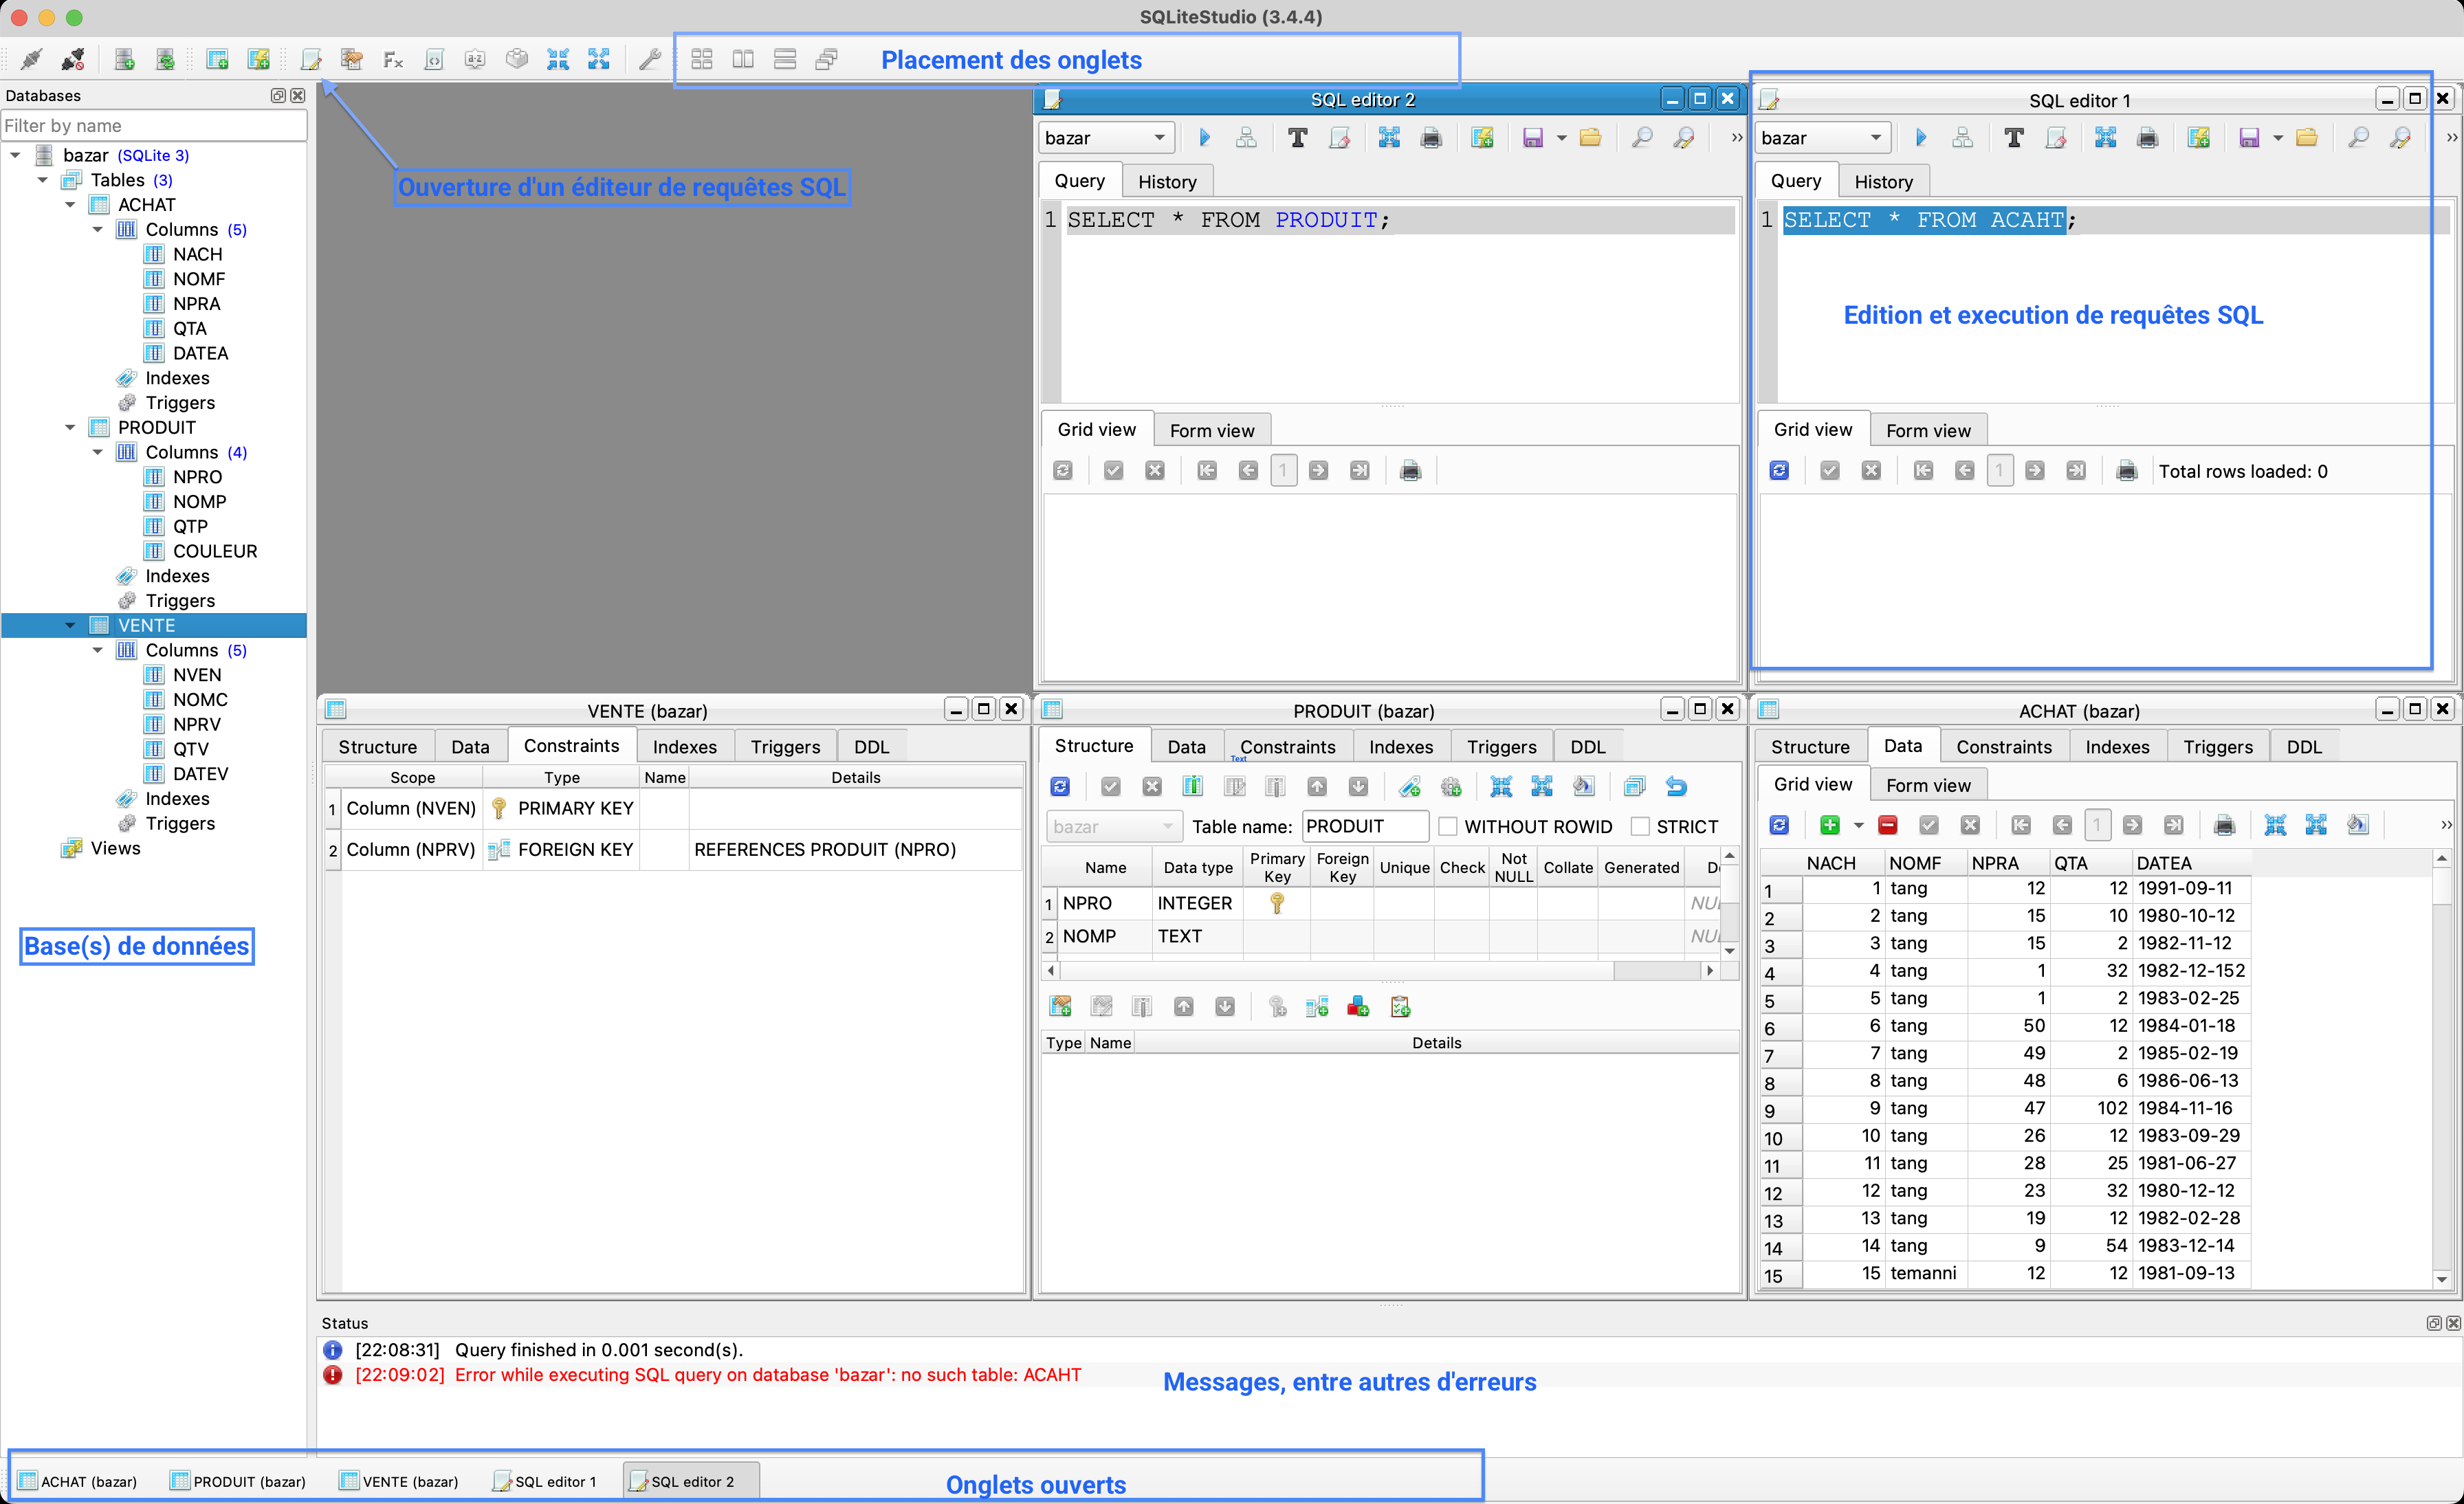 SQLiteStudio (3.4.4)
Placement des onglets
Databases
Filter by name
Ouverture d'un éditeur de requêtes SQL
bazar (SQLite 3)
Tables (3)
ACHAT
Columns (5)
NACH
NOMF
NPRA
QTA
DATEA
Indexes
Triggers
PRODUIT
Columns (4)
NPRO
NOMP
QTP
COULEUR
Indexes
Triggers
VENTE
Columns (5)
NVEN
NOMC
NPRV
QTV
DATEV
Indexes
Triggers
Views
Base(s) de données
SQL editor 2
bazar
Query History
1 SELECT * FROM PRODUIT;
Grid view Form view
1
SQL editor 1
bazar
Query History
1 SELECT * FROM ACAHT;
Edition et execution de requêtes SQL
Grid view Form view
1 Total rows loaded: 0
VENTE (bazar)
Structure Data Constraints Indexes Triggers DDL
Scope Type Name Details
1 Column (NVEN) PRIMARY KEY
2 Column (NPRV) FOREIGN KEY REFERENCES PRODUIT (NPRO)
PRODUIT (bazar)
Structure Data Constraints Indexes Triggers DDL
Text
bazar Table name: PRODUIT WITHOUT ROWID STRICT
Name Data type Primary Key Foreign Key Unique Check Not NULL Collate Generated
1 NPRO INTEGER
2 NOMP TEXT
Type Name Details
ACHAT (bazar)
Structure Data Constraints Indexes Triggers DDL
Grid view Form view
1
NACH NOMF NPRA QTA DATEA
1 1 tang 12 12 1991-09-11
2 2 tang 15 10 1980-10-12
3 3 tang 15 2 1982-11-12
4 4 tang 1 32 1982-12-152
5 5 tang 1 2 1983-02-25
6 6 tang 50 12 1984-01-18
7 7 tang 49 2 1985-02-19
8 8 tang 48 6 1986-06-13
9 9 tang 47 102 1984-11-16
10 10 tang 26 12 1983-09-29
11 11 tang 28 25 1981-06-27
12 12 tang 23 32 1980-12-12
13 13 tang 19 12 1982-02-28
14 14 tang 9 54 1983-12-14
15 15 temanni 12 12 1981-09-13
Status
[22:08:31] Query finished in 0.001 second(s).
[22:09:02] Error while executing SQL query on database 'bazar': no such table: ACAHT
Messages, entre autres d'erreurs
ACHAT (bazar) PRODUIT (bazar) VENTE (bazar) SQL editor 1 SQL editor 2
Onglets ouverts